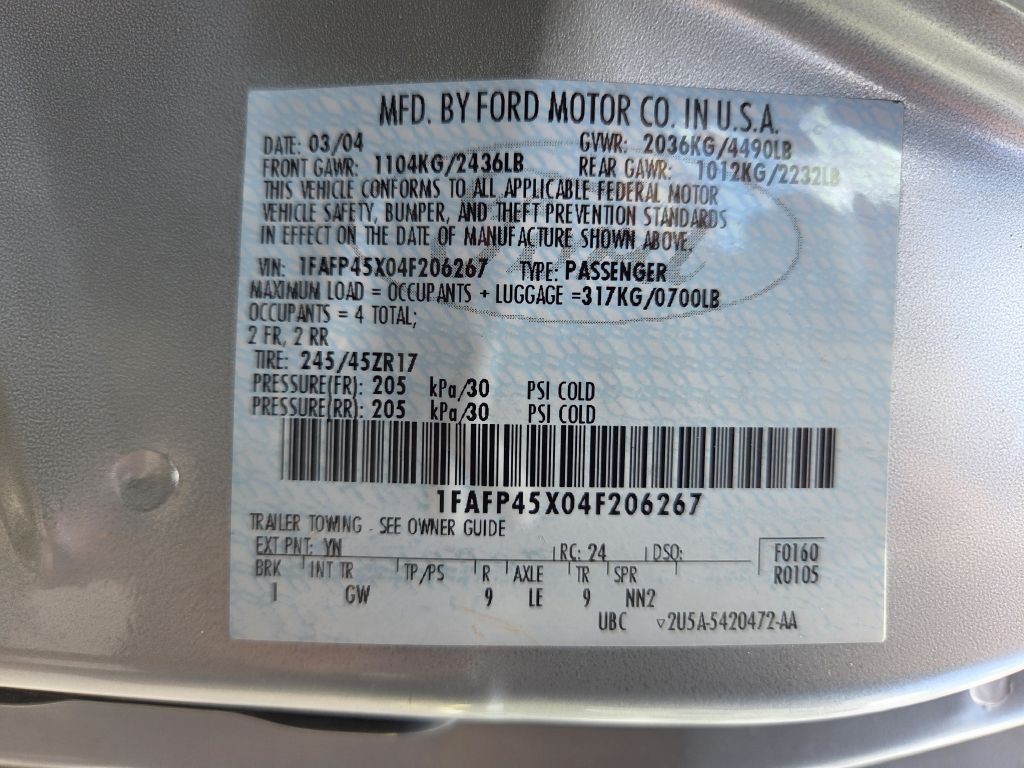 MFD. BY FORD MOTOR CO. IN U.S.A.
DATE: 03/04 GVWR: 2036KG/4490LB
FRONT GAWR: 1104KG/2436LB REAR GAWR: 1012KG/2232LB
THIS VEHICLE CONFORMS TO ALL APPLICABLE FEDERAL MOTOR
VEHICLE SAFETY, BUMPER, AND THEFT PREVENTION STANDARDS
IN EFFECT ON THE DATE OF MANUFACTURE SHOWN ABOVE.
VIN: 1FAFP45X04F206267 TYPE: PASSENGER
MAXIMUM LOAD = OCCUPANTS + LUGGAGE =317KG/0700LB
OCCUPANTS = 4 TOTAL;
2 FR, 2 RR
TIRE: 245/45ZR17
PRESSURE(FR): 205 kPa/30 PSI COLD
PRESSURE(RR): 205 kPa/30 PSI COLD
1FAFP45X04F206267
TRAILER TOWING - SEE OWNER GUIDE
EXT PNT: YN RC: 24 DSO: F0160
BRK INT TR TP/PS R AXLE TR SPR R0105
1 GW 9 LE 9 NN2
UBC ▽2U5A-5420472-AA